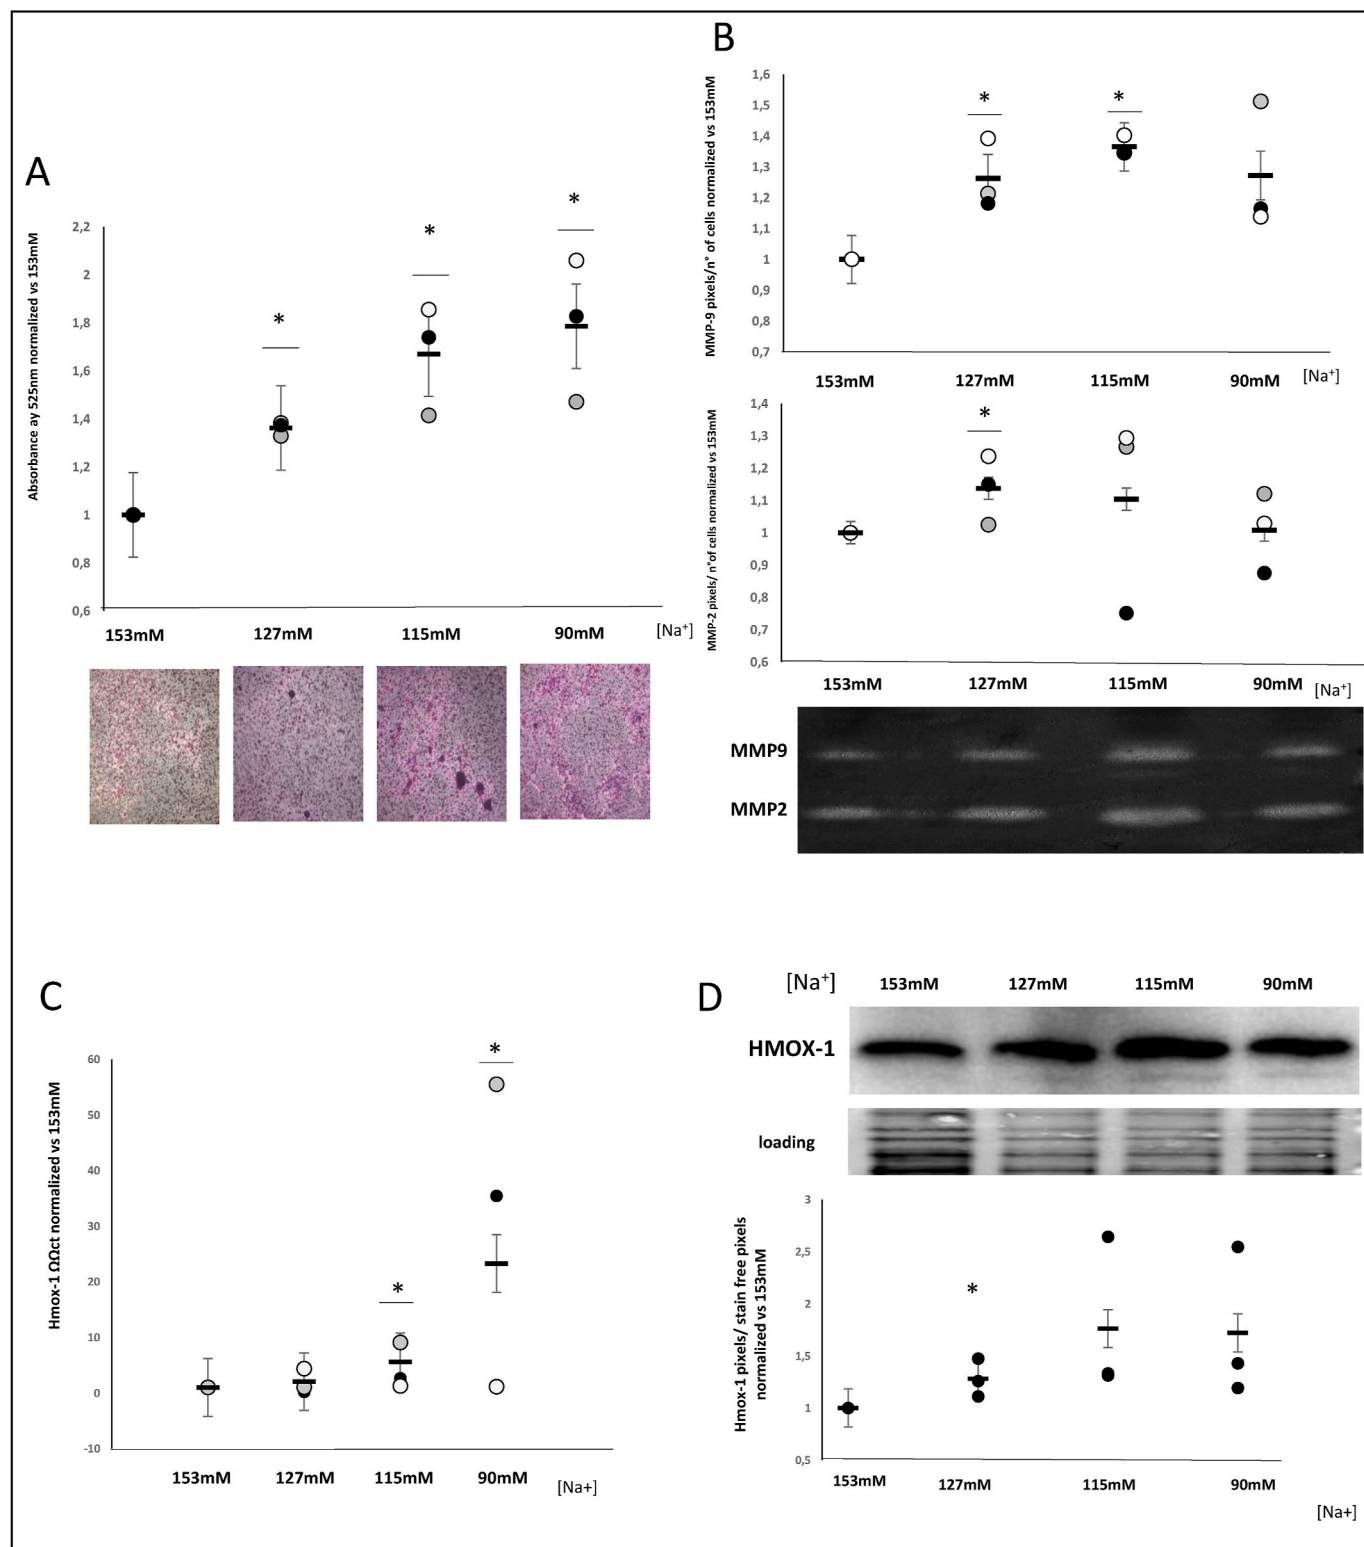 A
Absorbance ay 525nm normalized vs 153mM
*
*
*
2,2
2
1,8
1,6
1,4
1,2
1
0,8
0,6
153mM 127mM 115mM 90mM [Na⁺]
B
MMP-9 pixels/n° of cells normalized vs 153mM
* *
1,6
1,5
1,4
1,3
1,2
1,1
1
0,9
0,8
0,7
153mM 127mM 115mM 90mM [Na⁺]
MMP-2 pixels/ n°of cells normalized vs 153mM
*
1,4
1,3
1,2
1,1
1
0,9
0,8
0,7
0,6
153mM 127mM 115mM 90mM [Na⁺]
MMP9
MMP2
C
Hmox-1 ΩΩct normalized vs 153mM
*
*
60
50
40
30
20
10
0
-10
153mM 127mM 115mM 90mM
[Na+]
D
[Na⁺] 153mM 127mM 115mM 90mM
HMOX-1
loading
Hmox-1 pixels/ stain free pixels
normalized vs 153mM
*
3
2,5
2
1,5
1
0,5
153mM 127mM 115mM 90mM
[Na+]